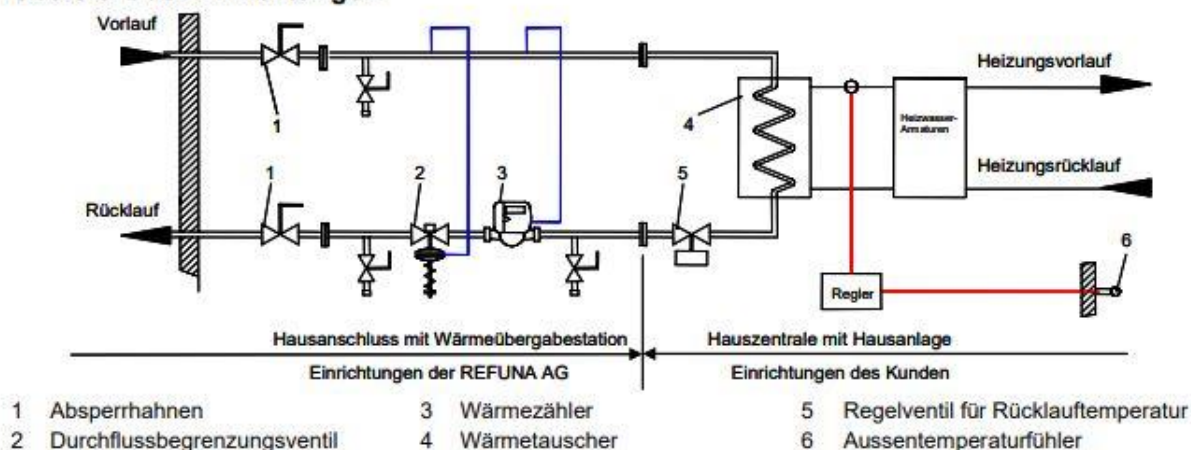 Vorlauf
Heizungsvorlauf
1
4
Heizwasser-
Armaturen
Heizungsrücklauf
1
2
3
5
Rücklauf
6
Regler
Hausanschluss mit Wärmeübergabestation
Hauszentrale mit Hausanlage
Einrichtungen der REFUNA AG
Einrichtungen des Kunden
1 Absperrhahnen
3 Wärmezähler
5 Regelventil für Rücklauftemperatur
2 Durchflussbegrenzungsventil
4 Wärmetauscher
6 Aussentemperaturfühler